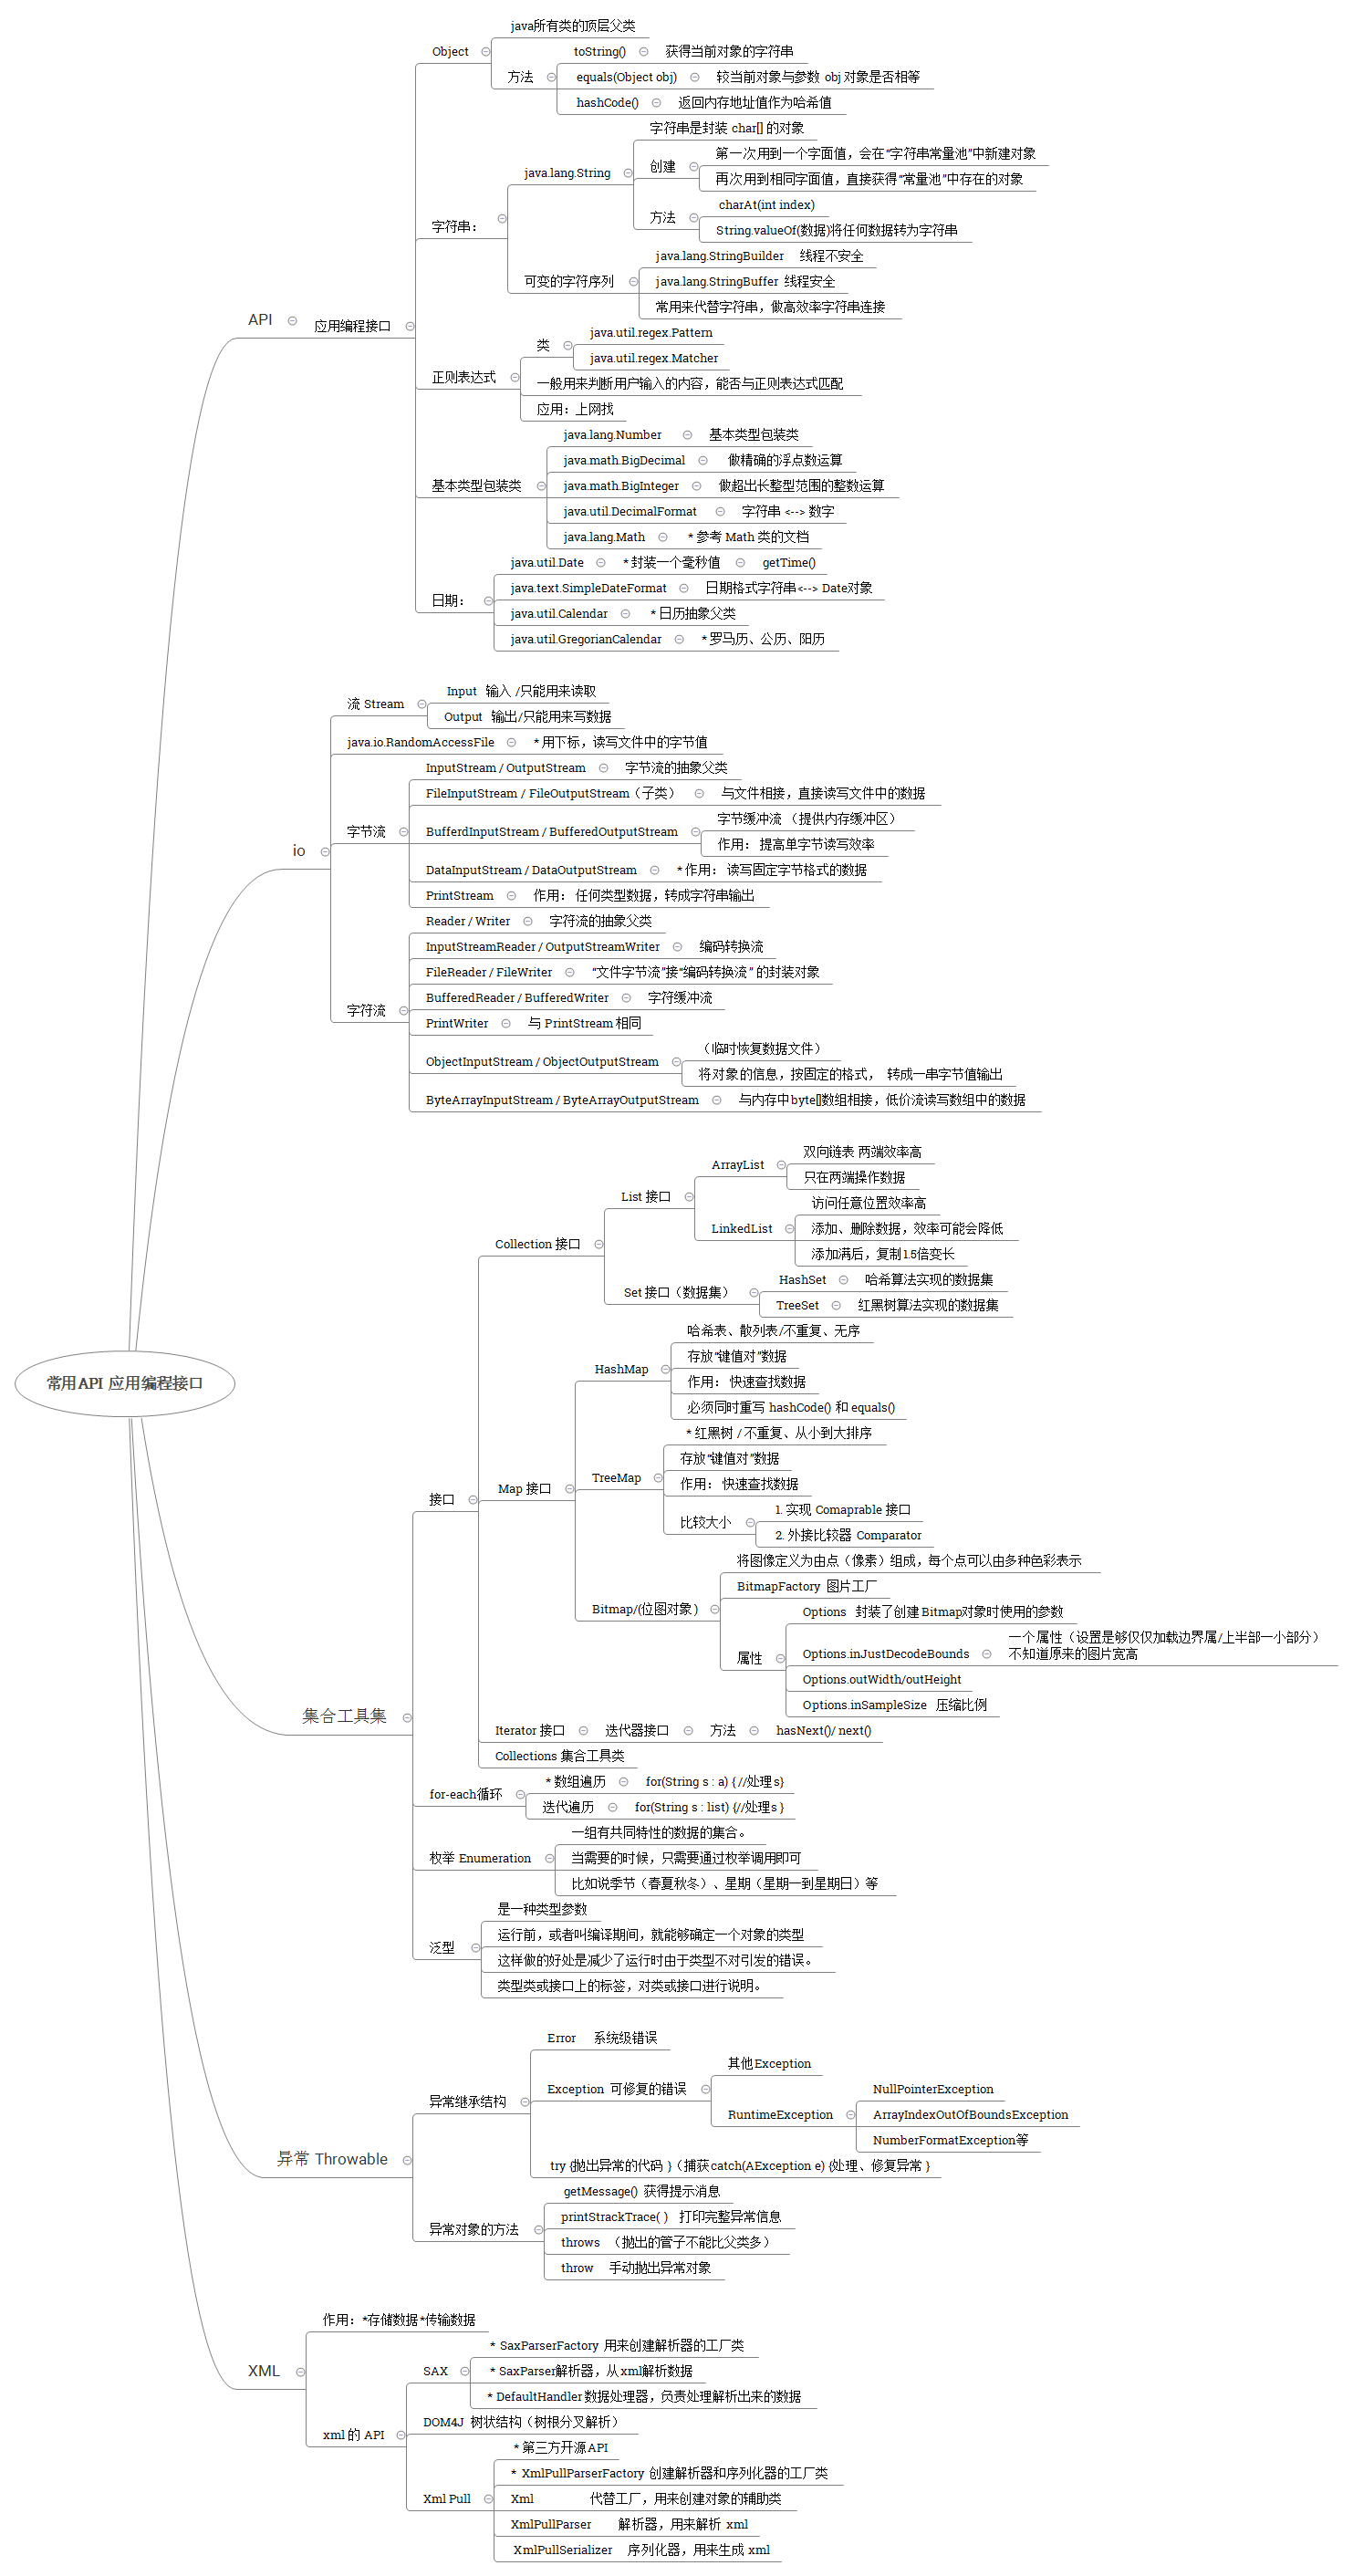 java所有类的顶层父类
Object
toString() 获得当前对象的字符串
方法 equals(Object obj) 较当前对象与参数 obj 对象是否相等
hashCode() 返回内存地址值作为哈希值
字符串是封装 char[] 的对象
第一次用到一个字面值，会在“字符串常量池”中新建对象
创建
java.lang.String
再次用到相同字面值，直接获得“常量池”中存在的对象
charAt(int index)
方法
字符串：
String.valueOf(数据)将任何数据转为字符串
java.lang.StringBuilder 线程不安全
可变的字符序列 java.lang.StringBuffer 线程安全
常用来代替字符串，做高效率字符串连接
API 应用编程接口
java.util.regex.Pattern
类
java.util.regex.Matcher
正则表达式
一般用来判断用户输入的内容，能否与正则表达式匹配
应用：上网找
java.lang.Number 基本类型包装类
java.math.BigDecimal 做精确的浮点数运算
基本类型包装类 java.math.BigInteger 做超出长整型范围的整数运算
java.util.DecimalFormat 字符串 <--> 数字
java.lang.Math * 参考 Math 类的文档
java.util.Date * 封装一个毫秒值 getTime()
java.text.SimpleDateFormat 日期格式字符串<--> Date对象
日期：
java.util.Calendar * 日历抽象父类
java.util.GregorianCalendar * 罗马历、公历、阳历
Input 输入 /只能用来读取
流 Stream
Output 输出/只能用来写数据
java.io.RandomAccessFile * 用下标，读写文件中的字节值
InputStream / OutputStream 字节流的抽象父类
FileInputStream / FileOutputStream（子类） 与文件相接，直接读写文件中的数据
字节缓冲流 （提供内存缓冲区）
字节流 BufferdInputStream / BufferedOutputStream
作用： 提高单字节读写效率
io
DataInputStream / DataOutputStream * 作用： 读写固定字节格式的数据
PrintStream 作用： 任何类型数据，转成字符串输出
Reader / Writer 字符流的抽象父类
InputStreamReader / OutputStreamWriter 编码转换流
FileReader / FileWriter “文件字节流”接“编码转换流” 的封装对象
BufferedReader / BufferedWriter 字符缓冲流
字符流
PrintWriter 与 PrintStream 相同
（临时恢复数据文件）
ObjectInputStream / ObjectOutputStream
将对象的信息，按固定的格式， 转成一串字节值输出
ByteArrayInputStream / ByteArrayOutputStream 与内存中byte[]数组相接，低价流读写数组中的数据
双向链表 两端效率高
ArrayList
只在两端操作数据
List 接口
访问任意位置效率高
LinkedList 添加、删除数据，效率可能会降低
Collection 接口
添加满后，复制1.5倍变长
HashSet 哈希算法实现的数据集
Set 接口（数据集）
TreeSet 红黑树算法实现的数据集
哈希表、散列表/不重复、无序
存放“键值对”数据
HashMap
作用： 快速查找数据
常用API 应用编程接口
必须同时重写 hashCode() 和 equals()
* 红黑树 / 不重复、从小到大排序
存放“键值对”数据
TreeMap
作用： 快速查找数据
Map 接口
接口
1. 实现 Comaprable 接口
比较大小
2. 外接比较器 Comparator
将图像定义为由点（像素）组成，每个点可以由多种色彩表示
BitmapFactory 图片工厂
Bitmap/(位图对象）
Options 封装了创建Bitmap对象时使用的参数
一个属性（设置是够仅仅加载边界属/上半部一小部分）
Options.inJustDecodeBounds
不知道原来的图片宽高
属性
Options.outWidth/outHeight
Options.inSampleSize 压缩比例
集合工具集
Iterator 接口 迭代器接口 方法 hasNext()/ next()
Collections 集合工具类
* 数组遍历 for(String s : a) { //处理s}
for-each循环
迭代遍历 for(String s : list) {//处理s }
一组有共同特性的数据的集合。
枚举 Enumeration 当需要的时候，只需要通过枚举调用即可
比如说季节（春夏秋冬）、星期（星期一到星期日）等
是一种类型参数
运行前，或者叫编译期间，就能够确定一个对象的类型
泛型
这样做的好处是减少了运行时由于类型不对引发的错误。
类型类或接口上的标签，对类或接口进行说明。
Error 系统级错误
其他Exception
Exception 可修复的错误
NullPointerException
异常继承结构
RuntimeException ArrayIndexOutOfBoundsException
NumberFormatException等
异常 Throwable
try {抛出异常的代码 }（捕获catch(AException e) {处理、修复异常 }
getMessage() 获得提示消息
printStrackTrace( ) 打印完整异常信息
异常对象的方法
throws （抛出的管子不能比父类多）
throw 手动抛出异常对象
作用：*存储数据*传输数据
* SaxParserFactory 用来创建解析器的工厂类
XML
SAX * SaxParser解析器，从xml解析数据
* DefaultHandler 数据处理器，负责处理解析出来的数据
xml 的 API
DOM4J 树状结构（树根分叉解析）
* 第三方开源API
* XmlPullParserFactory 创建解析器和序列化器的工厂类
Xml Pull Xml 代替工厂，用来创建对象的辅助类
XmlPullParser 解析器，用来解析 xml
XmlPullSerializer 序列化器，用来生成 xml